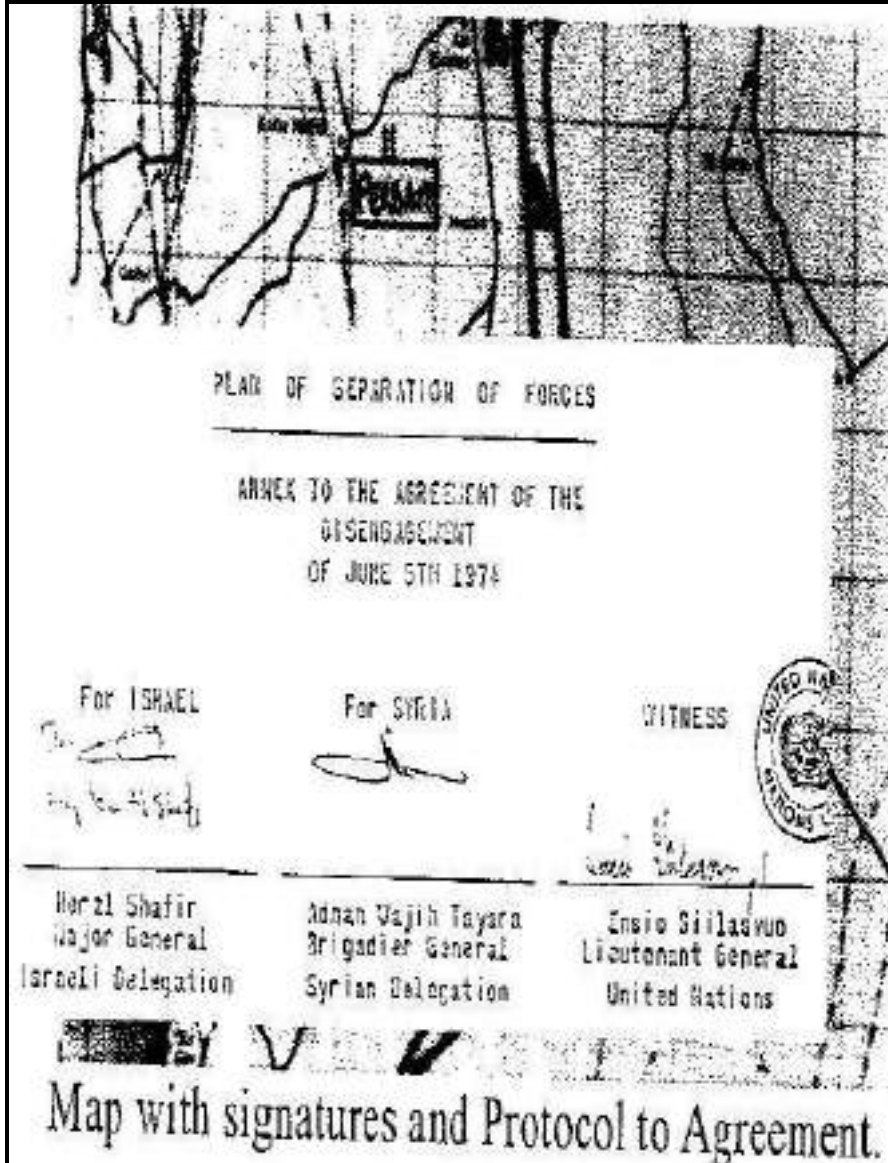 PLAN OF SEPARATION OF FORCES
ANNEX TO THE AGREEMENT OF THE
DISENGAGEMENT
OF JUNE 5TH 1974
For ISRAEL
For SYRIA
WITNESS
UNITED
NATIONS
Herzl Shafir
Major General
Israeli Delegation
Adnan Wajih Tayara
Brigadier General
Syrian Delegation
Ensio Siilasvuo
Lieutenant General
United Nations
Map with signatures and Protocol to Agreement.